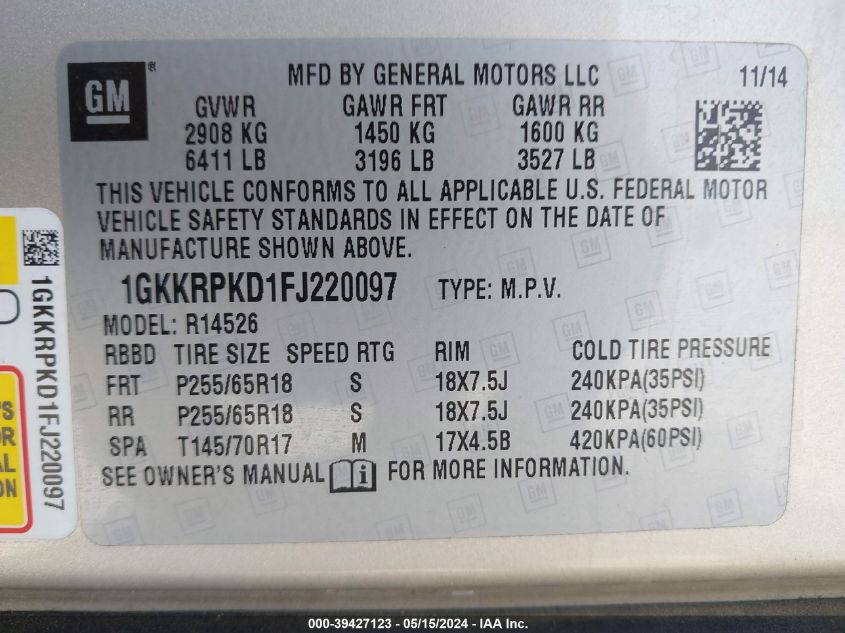 GM ®
MFD BY GENERAL MOTORS LLC 11/14
GVWR GAWR FRT GAWR RR
2908 KG 1450 KG 1600 KG
6411 LB 3196 LB 3527 LB
THIS VEHICLE CONFORMS TO ALL APPLICABLE U.S. FEDERAL MOTOR
VEHICLE SAFETY STANDARDS IN EFFECT ON THE DATE OF
MANUFACTURE SHOWN ABOVE.
1GKKRPKD1FJ220097 TYPE: M.P.V.
MODEL: R14526
RBBD TIRE SIZE SPEED RTG RIM COLD TIRE PRESSURE
FRT P255/65R18 S 18X7.5J 240KPA(35PSI)
RR P255/65R18 S 18X7.5J 240KPA(35PSI)
SPA T145/70R17 M 17X4.5B 420KPA(60PSI)
SEE OWNER'S MANUAL i FOR MORE INFORMATION.
1GKKRPKD1FJ220097
000-39427123 - 05/15/2024 - IAA Inc.